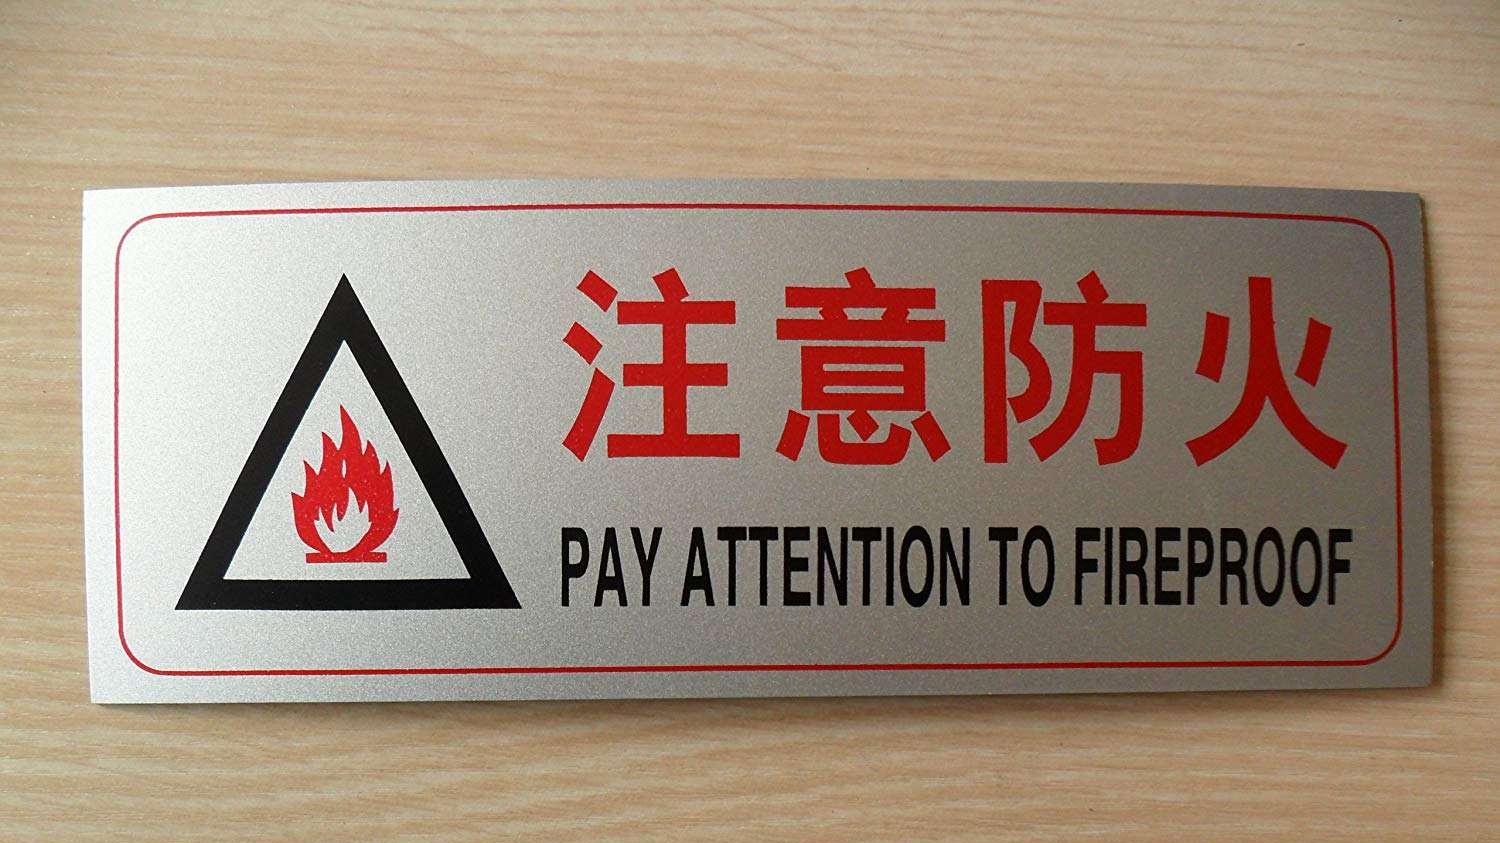 注意防火
PAY ATTENTION TO FIREPROOF